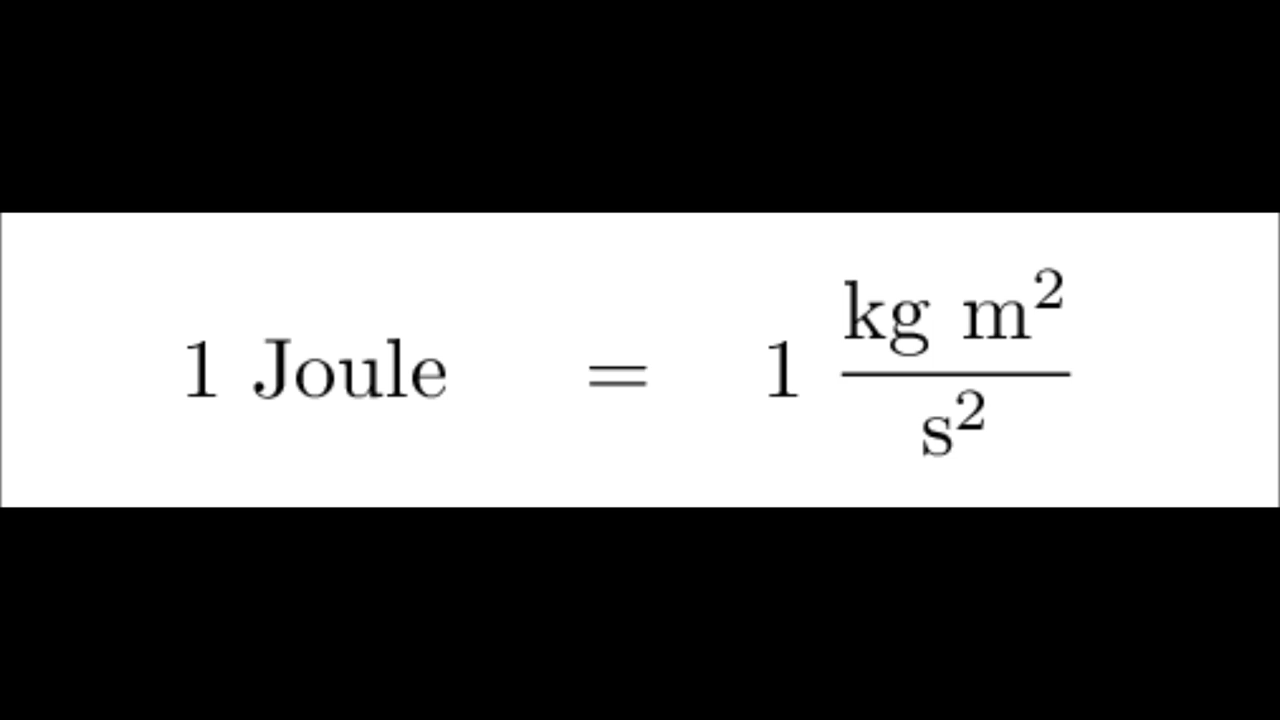 1 Joule = 1 kg m²/s²